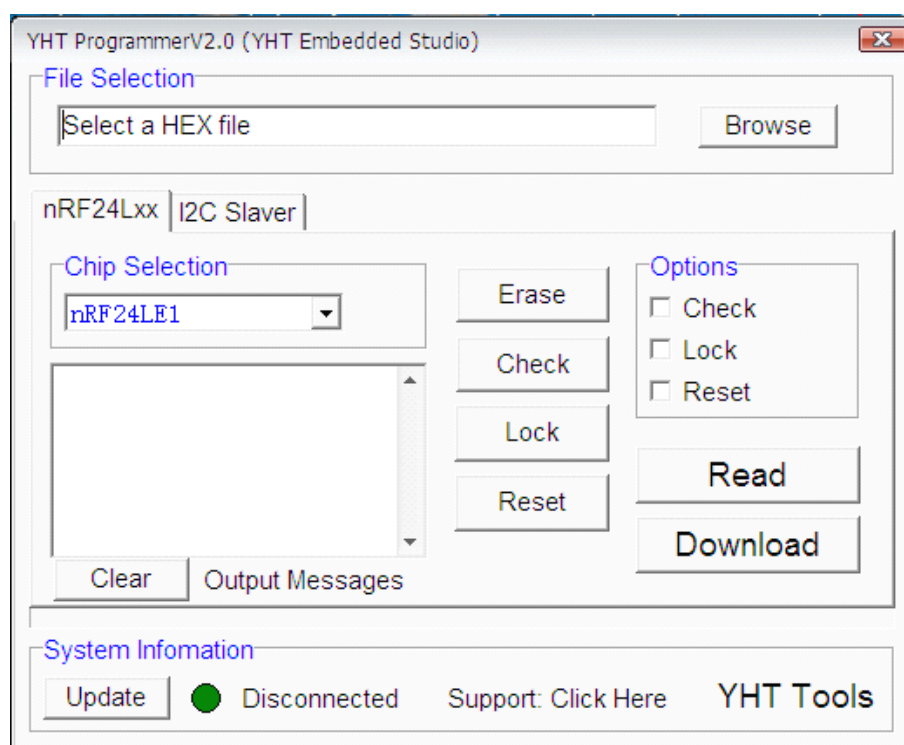 YHT ProgrammerV2.0 (YHT Embedded Studio)
File Selection
Select a HEX file
Browse
nRF24Lxx
I2C Slaver
Chip Selection
nRF24LE1
Erase
Check
Lock
Reset
Options
Check
Lock
Reset
Read
Download
Clear
Output Messages
System Infomation
Update
Disconnected
Support: Click Here
YHT Tools